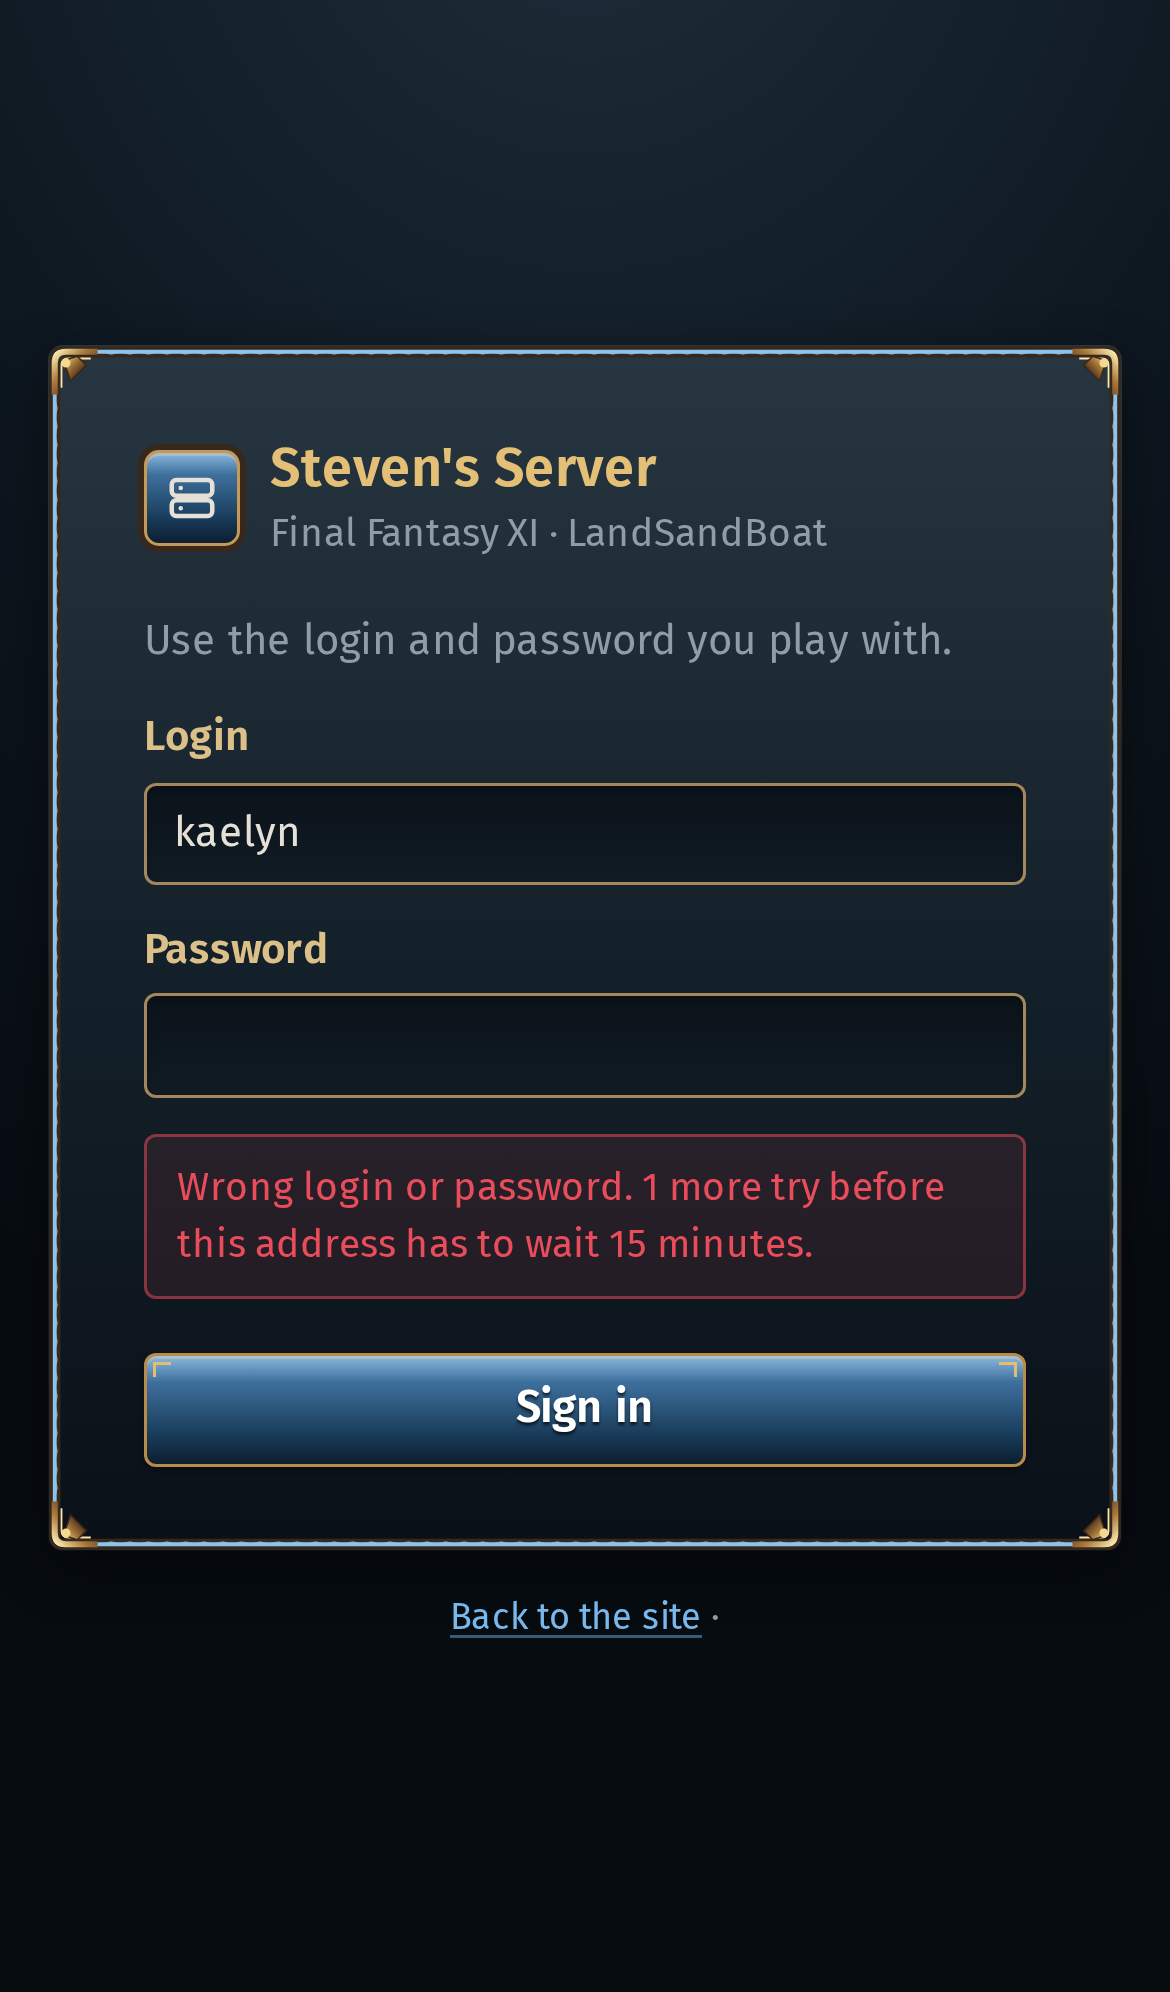 Steven's Server
Final Fantasy XI · LandSandBoat
Use the login and password you play with.
Login
kaelyn
Password
Wrong login or password. 1 more try before
this address has to wait 15 minutes.
Sign in
Back to the site ·